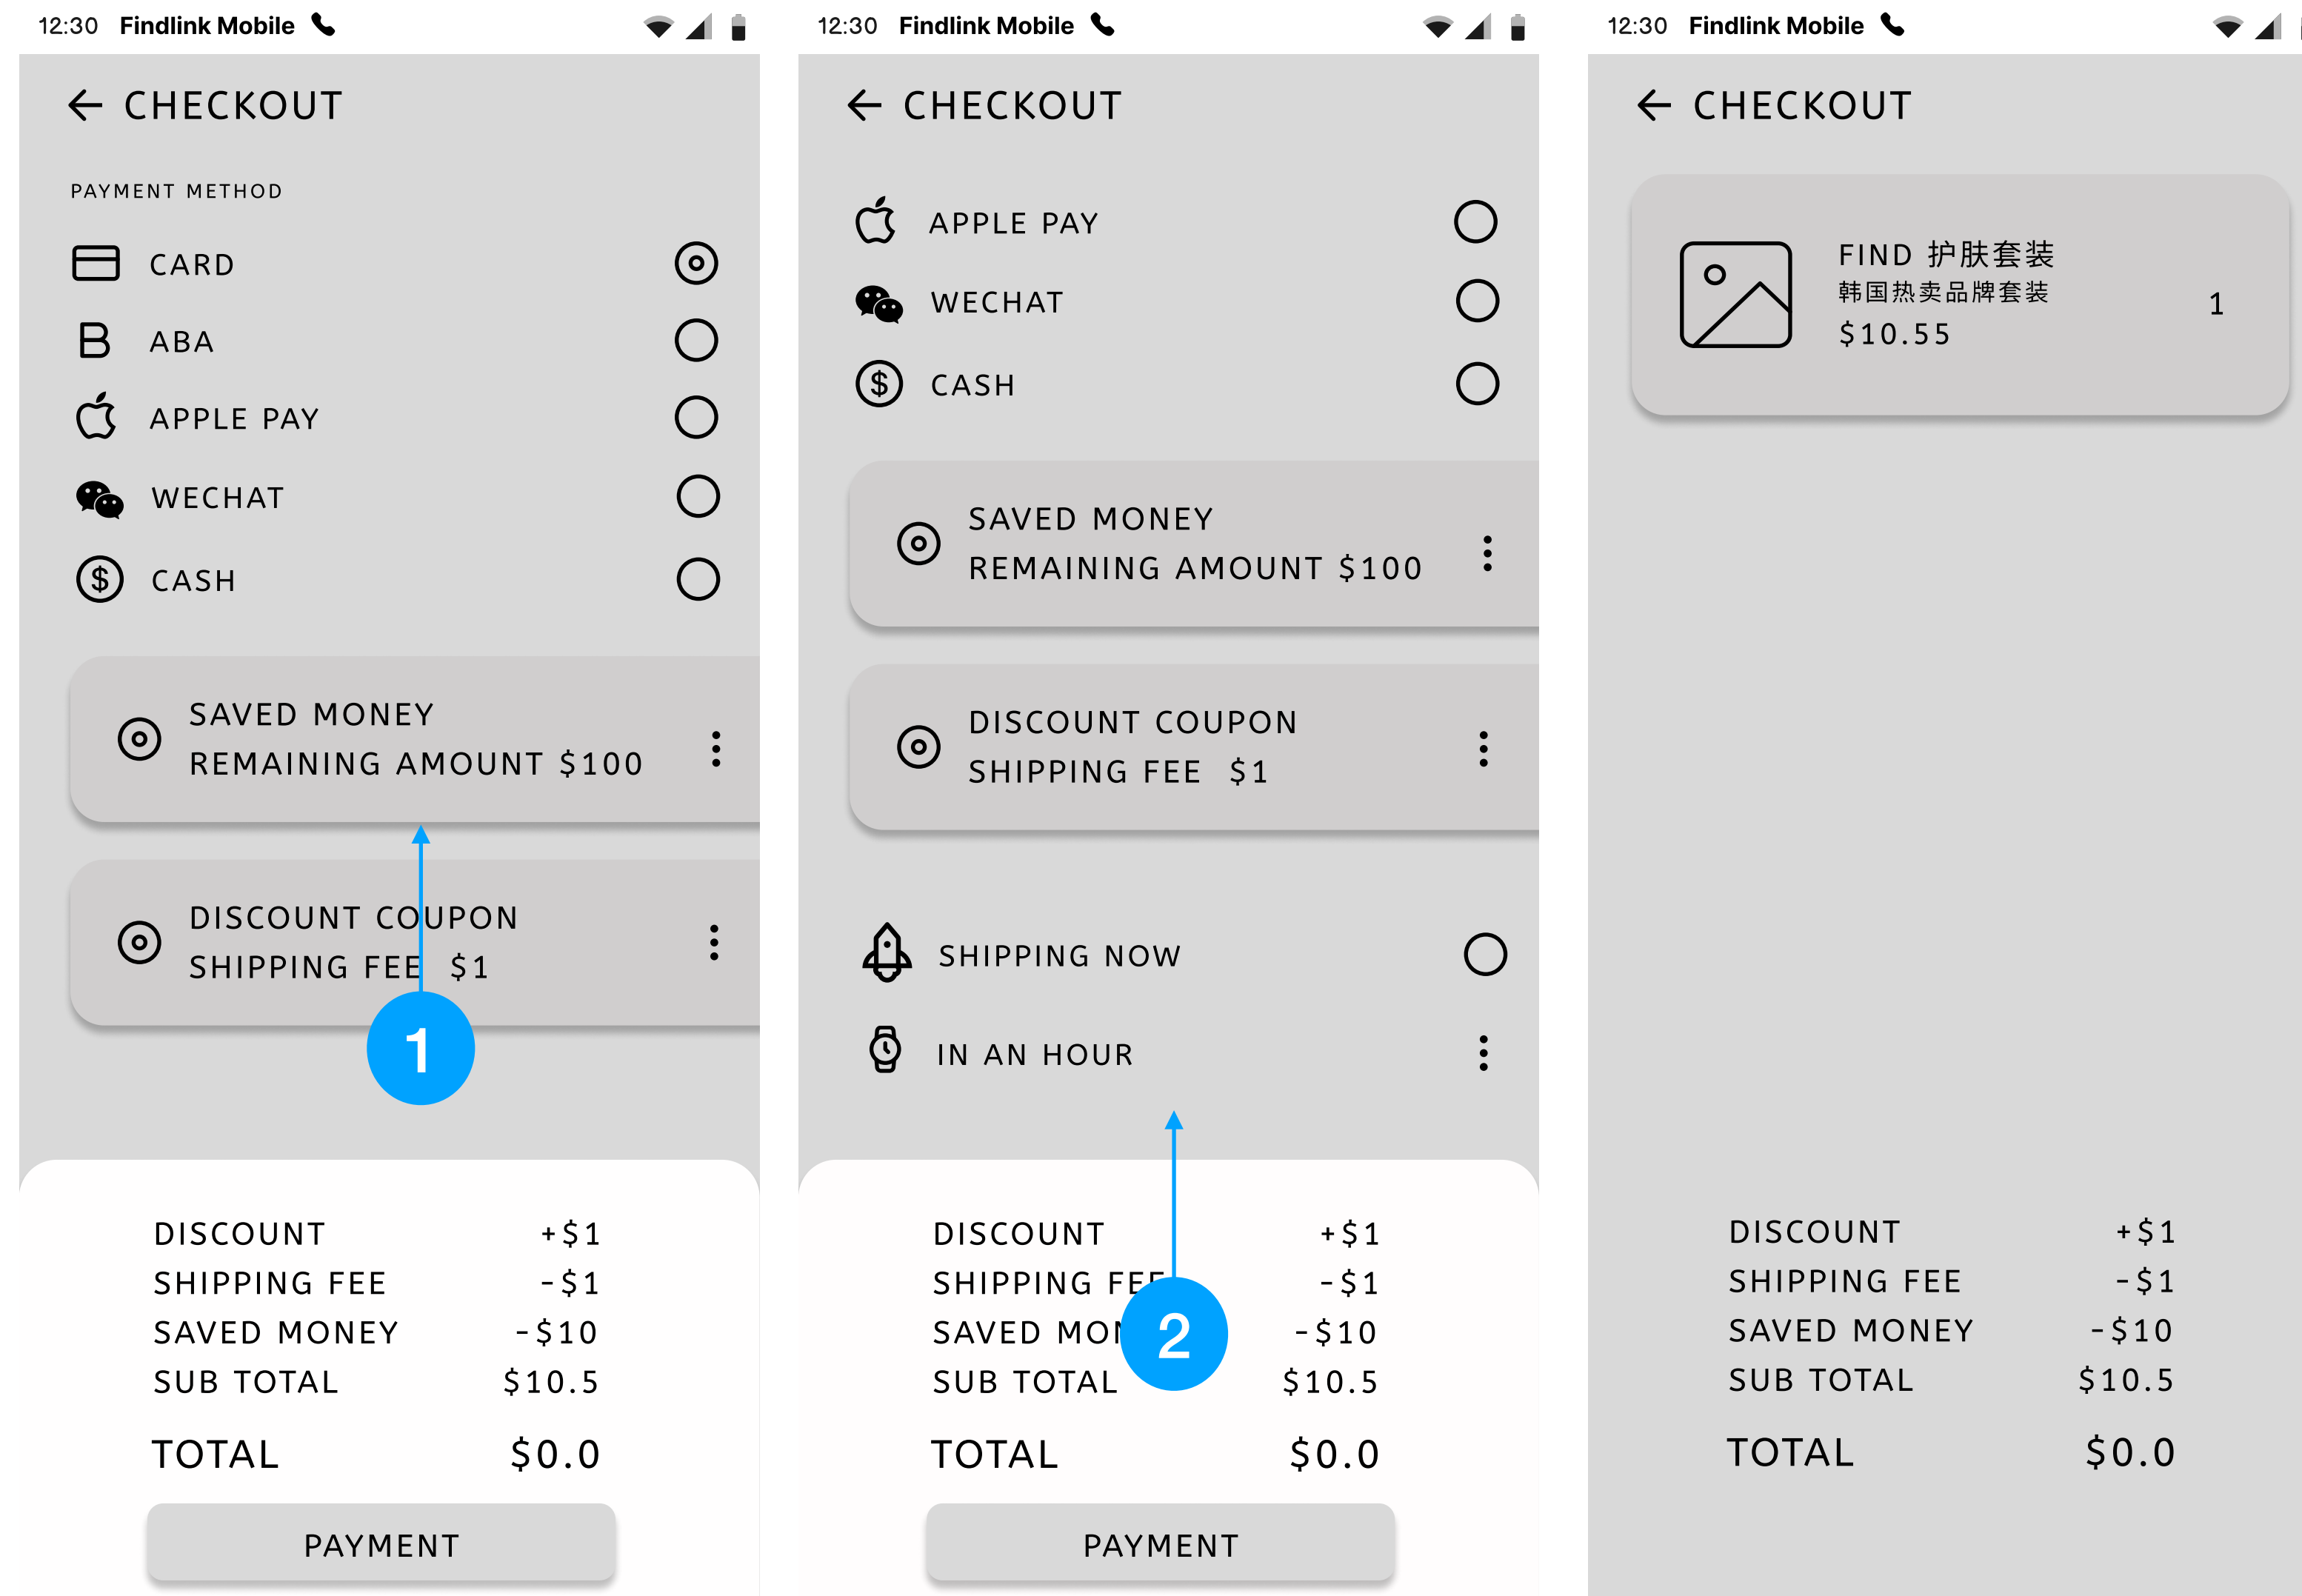 12:30 Findlink Mobile
CHECKOUT
PAYMENT METHOD
CARD
ABA
APPLE PAY
WECHAT
CASH
SAVED MONEY
REMAINING AMOUNT $100
DISCOUNT COUPON
SHIPPING FEE $1
1
DISCOUNT +$1
SHIPPING FEE -$1
SAVED MONEY -$10
SUB TOTAL $10.5
TOTAL $0.0
PAYMENT
12:30 Findlink Mobile
CHECKOUT
APPLE PAY
WECHAT
CASH
SAVED MONEY
REMAINING AMOUNT $100
DISCOUNT COUPON
SHIPPING FEE $1
SHIPPING NOW
IN AN HOUR
DISCOUNT +$1
SHIPPING FEE -$1
SAVED MON -$10
2
SUB TOTAL $10.5
TOTAL $0.0
PAYMENT
12:30 Findlink Mobile
CHECKOUT
FIND 护肤套装
韩国热卖品牌套装
$10.55
1
DISCOUNT +$1
SHIPPING FEE -$1
SAVED MONEY -$10
SUB TOTAL $10.5
TOTAL $0.0